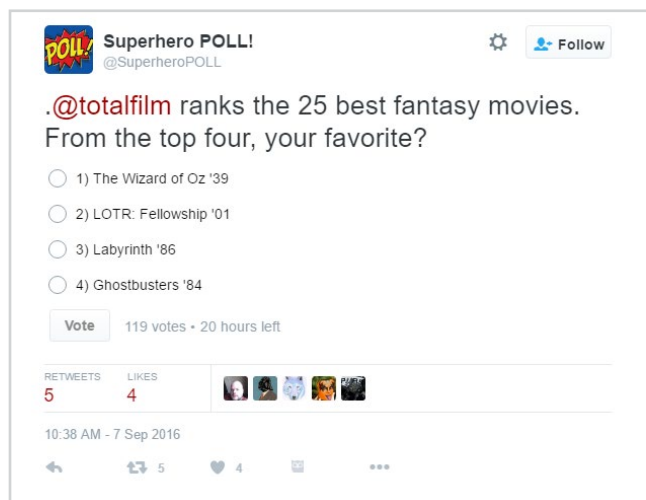 POLL!
Superhero POLL!
@SuperheroPOLL
Follow
.@totalfilm ranks the 25 best fantasy movies.
From the top four, your favorite?
1) The Wizard of Oz '39
2) LOTR: Fellowship '01
3) Labyrinth '86
4) Ghostbusters '84
Vote 119 votes • 20 hours left
RETWEETS LIKES
5 4
10:38 AM - 7 Sep 2016
5 4